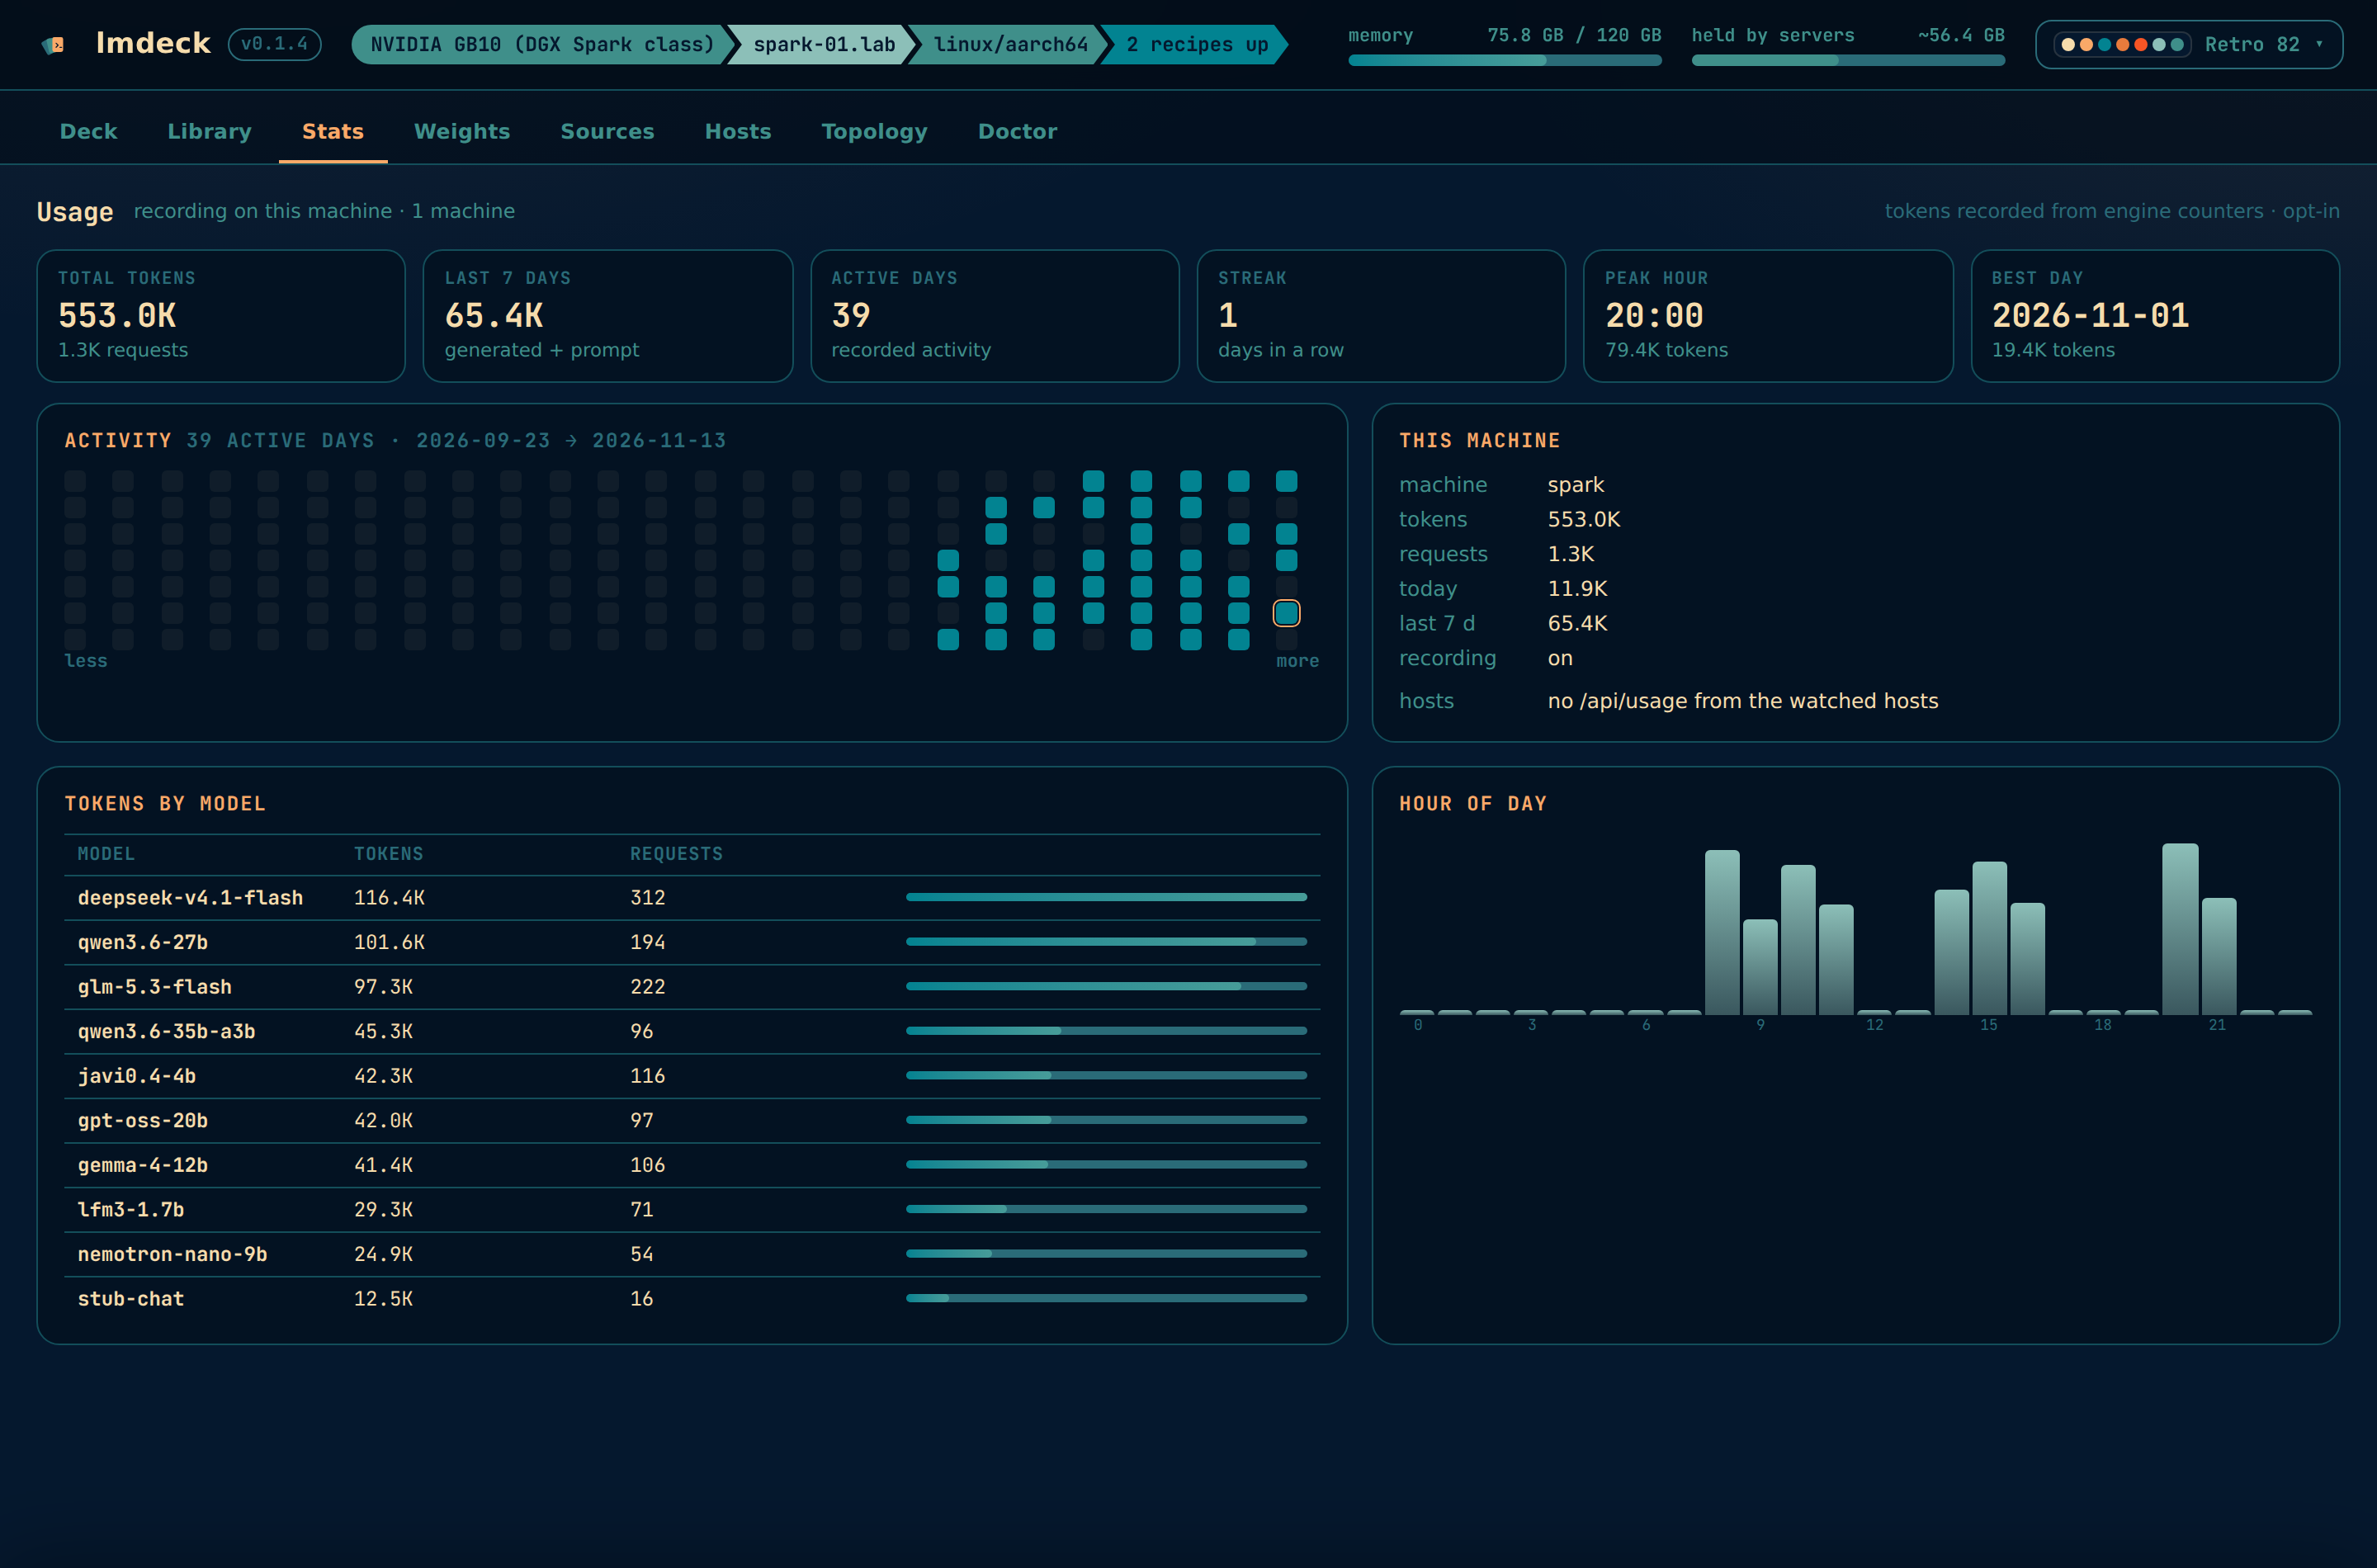 lmdeck v0.1.4 NVIDIA GB10 (DGX Spark class) spark-01.lab linux/aarch64 2 recipes up memory 75.8 GB / 120 GB held by servers ~56.4 GB Retro 82 ▾
Deck Library Stats Weights Sources Hosts Topology Doctor
Usage recording on this machine · 1 machine tokens recorded from engine counters · opt-in
TOTAL TOKENS
553.0K
1.3K requests
LAST 7 DAYS
65.4K
generated + prompt
ACTIVE DAYS
39
recorded activity
STREAK
1
days in a row
PEAK HOUR
20:00
79.4K tokens
BEST DAY
2026-11-01
19.4K tokens
ACTIVITY 39 ACTIVE DAYS · 2026-09-23 → 2026-11-13
less more
THIS MACHINE
machine spark
tokens 553.0K
requests 1.3K
today 11.9K
last 7 d 65.4K
recording on
hosts no /api/usage from the watched hosts
TOKENS BY MODEL
MODEL TOKENS REQUESTS
deepseek-v4.1-flash 116.4K 312
qwen3.6-27b 101.6K 194
glm-5.3-flash 97.3K 222
qwen3.6-35b-a3b 45.3K 96
javi0.4-4b 42.3K 116
gpt-oss-20b 42.0K 97
gemma-4-12b 41.4K 106
lfm3-1.7b 29.3K 71
nemotron-nano-9b 24.9K 54
stub-chat 12.5K 16
HOUR OF DAY
0 3 6 9 12 15 18 21